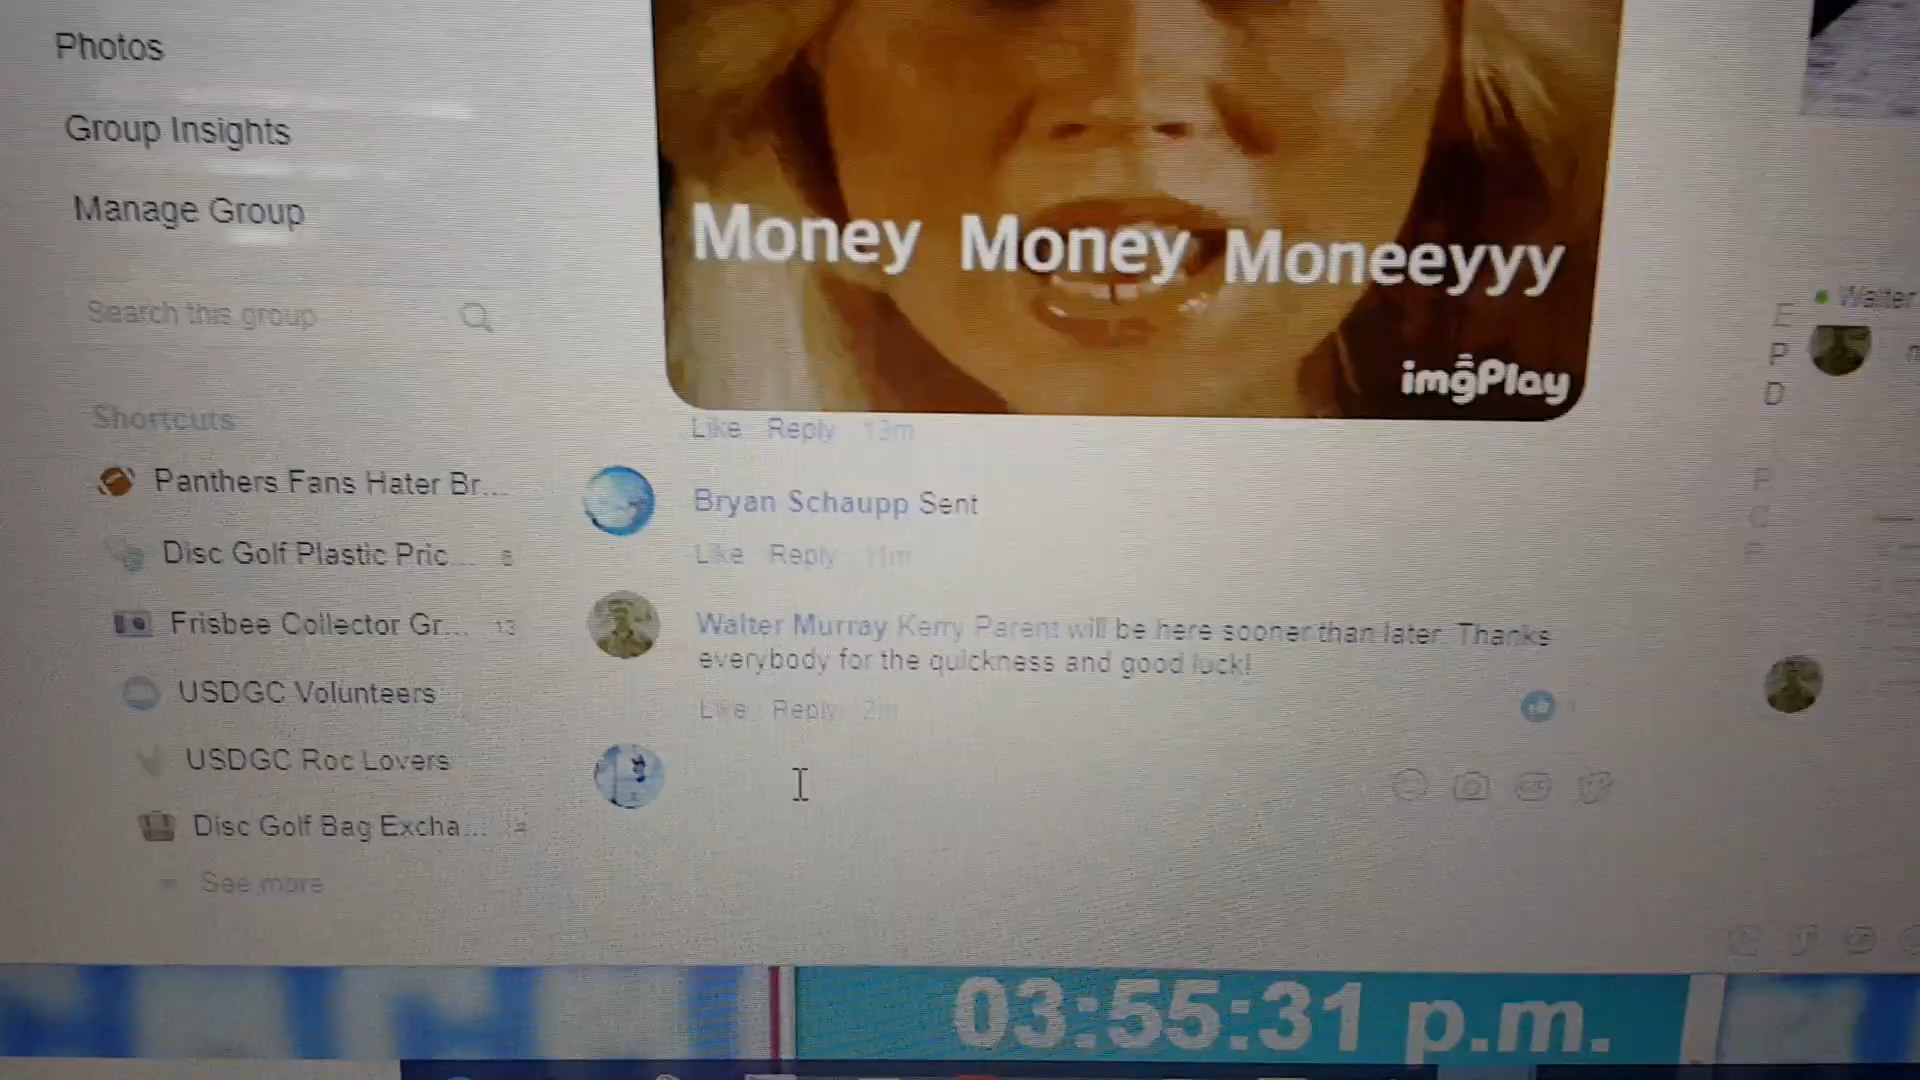 Photos
Group Insights
Manage Group
Search this group
Shortcuts
Panthers Fans Hater Br...
Disc Golf Plastic Pric...
Frisbee Collector Gr... 13
USDGC Volunteers
USDGC Roc Lovers
Disc Golf Bag Excha...
See more
Money Money Moneeyyy
imgPlay
Like Reply 13m
Bryan Schaupp Sent
Like Reply 11m
Walter Murray Kerry Parent will be here sooner than later. Thanks
everybody for the quickness and good luck!
Like Reply 2m
Walter
E
P
D
P
C
03:55:31 p.m.